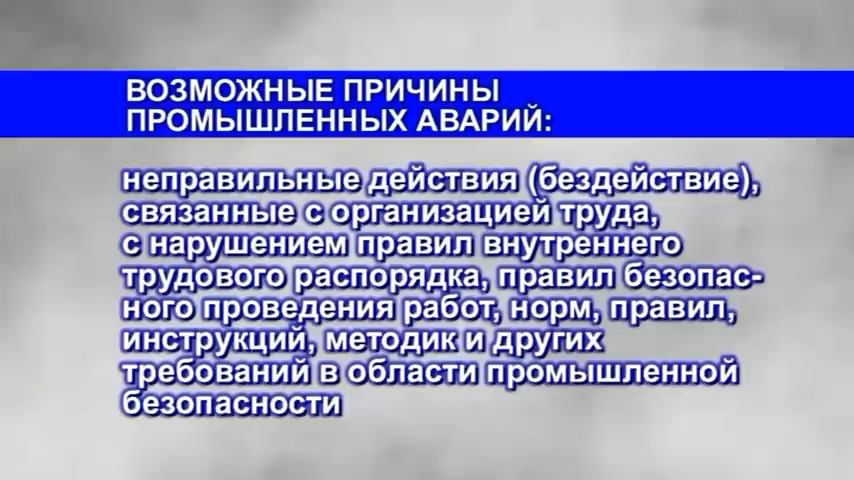 ВОЗМОЖНЫЕ ПРИЧИНЫ
ПРОМЫШЛЕННЫХ АВАРИЙ:
неправильные действия (бездействие),
связанные с организацией труда,
с нарушением правил внутреннего
трудового распорядка, правил безопас-
ного проведения работ, норм, правил,
инструкций, методик и других
требований в области промышленной
безопасности